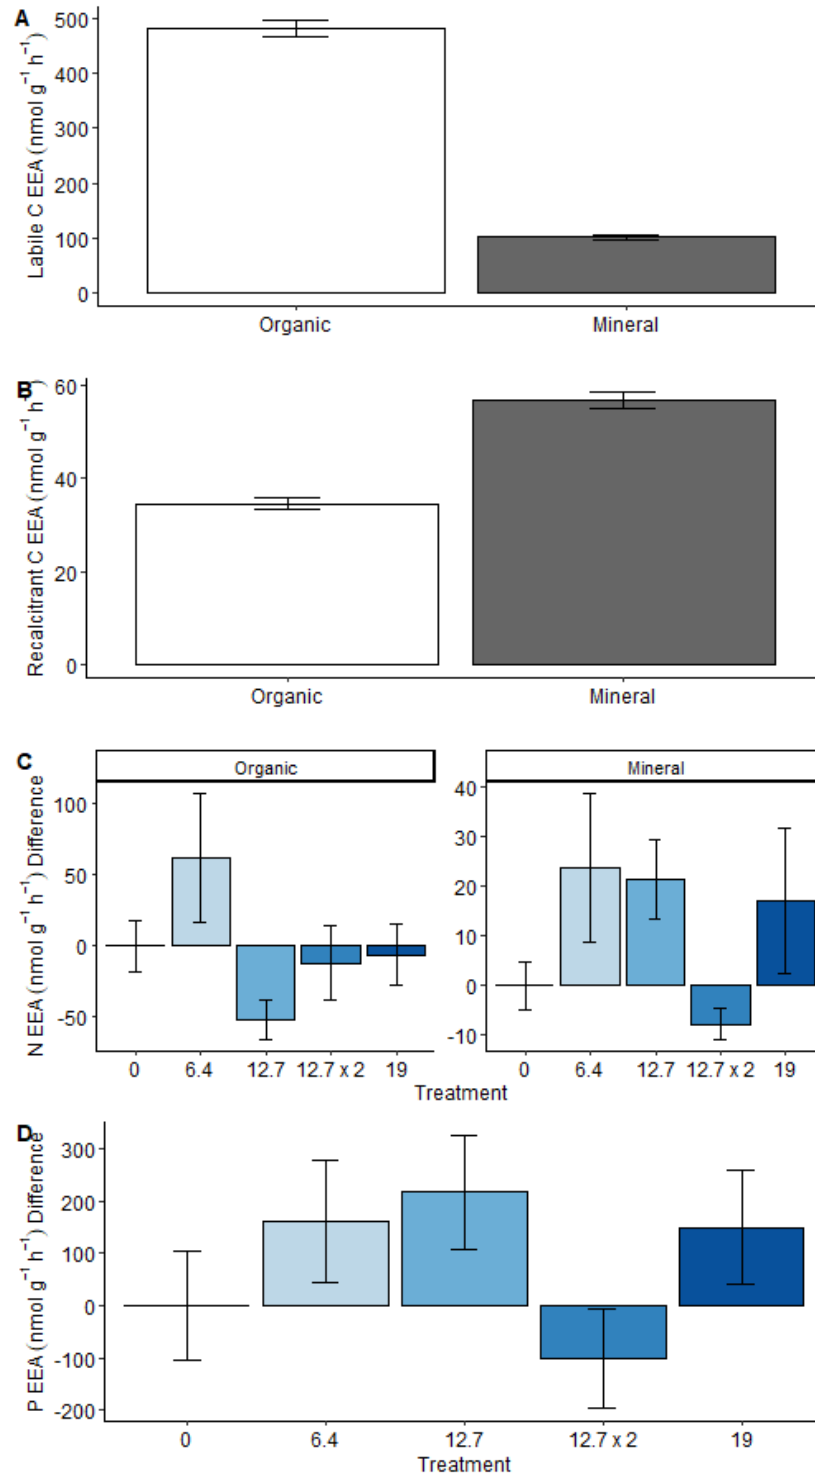 A
Labile C EEA (nmol g⁻¹ h⁻¹)
500
400
300
200
100
0
Organic
Mineral
B
Recalcitrant C EEA (nmol g⁻¹ h⁻¹)
60
40
20
0
Organic
Mineral
C
N EEA (nmol g⁻¹ h⁻¹) Difference
Organic
100
50
0
-50
0 6.4 12.7 12.7 x 2 19
Mineral
40
30
20
10
0
-10
0 6.4 12.7 12.7 x 2 19
Treatment
D
P EEA (nmol g⁻¹ h⁻¹) Difference
300
200
100
0
-100
-200
0 6.4 12.7 12.7 x 2 19
Treatment